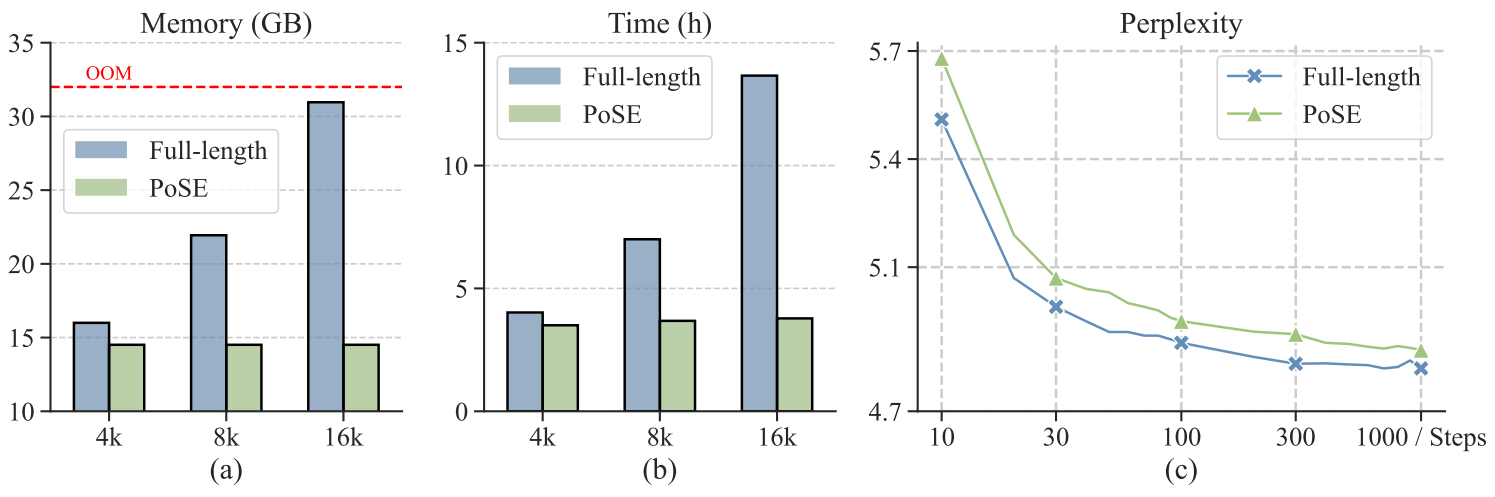 Memory (GB)
35
30
25
20
15
10
OOM
Full-length
PoSE
4k
8k
16k
(a)
Time (h)
15
10
5
0
Full-length
PoSE
4k
8k
16k
(b)
Perplexity
5.7
5.4
5.1
4.7
Full-length
PoSE
10
30
100
300
1000 / Steps
(c)